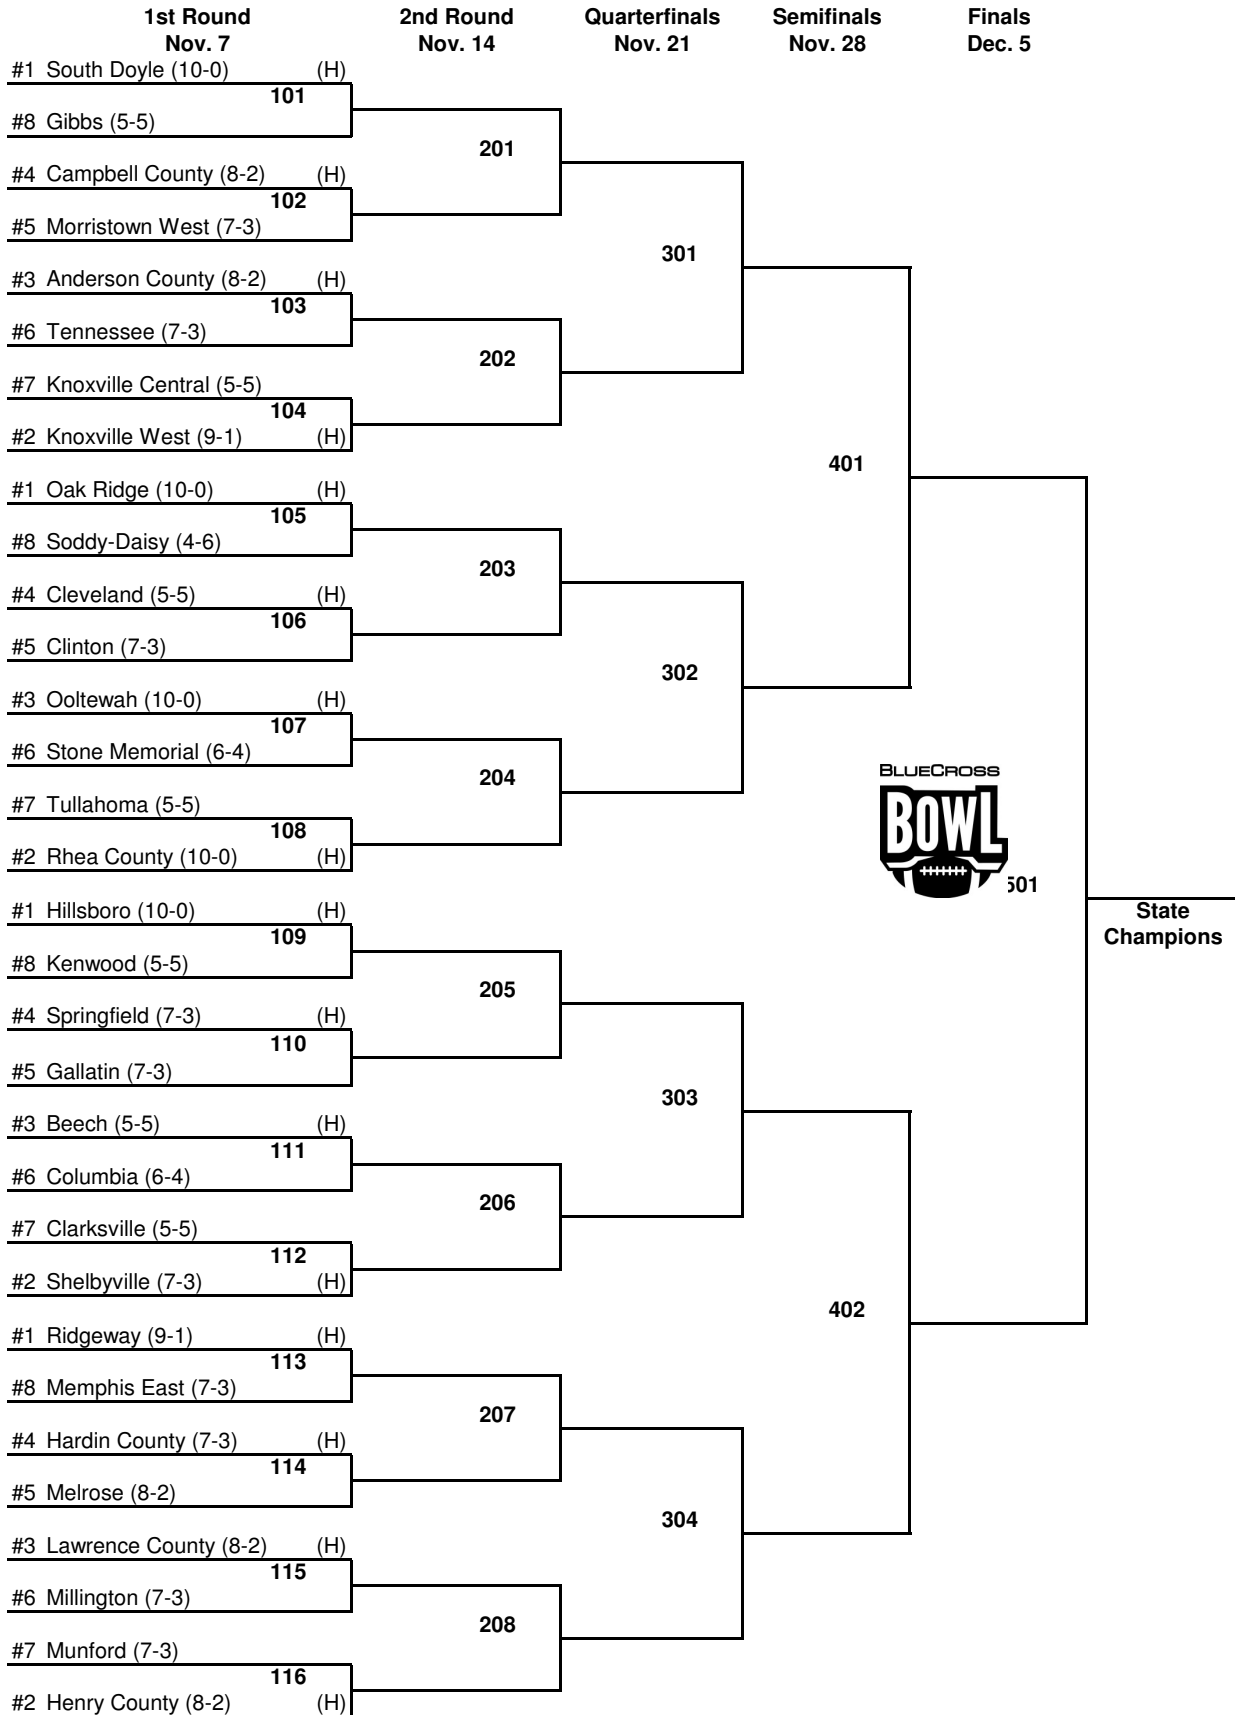 1st Round 2nd Round Quarterfinals Semifinals Finals
Nov. 7 Nov. 14 Nov. 21 Nov. 28 Dec. 5
#1 South Doyle (10-0) (H)
101
#8 Gibbs (5-5)
201
#4 Campbell County (8-2) (H)
102
#5 Morristown West (7-3)
301
#3 Anderson County (8-2) (H)
103
#6 Tennessee (7-3)
202
#7 Knoxville Central (5-5)
104
#2 Knoxville West (9-1) (H)
401
#1 Oak Ridge (10-0) (H)
105
#8 Soddy-Daisy (4-6)
203
#4 Cleveland (5-5) (H)
106
#5 Clinton (7-3)
302
#3 Ooltewah (10-0) (H)
107
#6 Stone Memorial (6-4)
204
BLUECROSS
BOWL
#7 Tullahoma (5-5)
108
#2 Rhea County (10-0) (H)
501
#1 Hillsboro (10-0) (H)
State
Champions
109
#8 Kenwood (5-5)
205
#4 Springfield (7-3) (H)
110
#5 Gallatin (7-3)
303
#3 Beech (5-5) (H)
111
#6 Columbia (6-4)
206
#7 Clarksville (5-5)
112
#2 Shelbyville (7-3) (H)
402
#1 Ridgeway (9-1) (H)
113
#8 Memphis East (7-3)
207
#4 Hardin County (7-3) (H)
114
#5 Melrose (8-2)
304
#3 Lawrence County (8-2) (H)
115
#6 Millington (7-3)
208
#7 Munford (7-3)
116
#2 Henry County (8-2) (H)